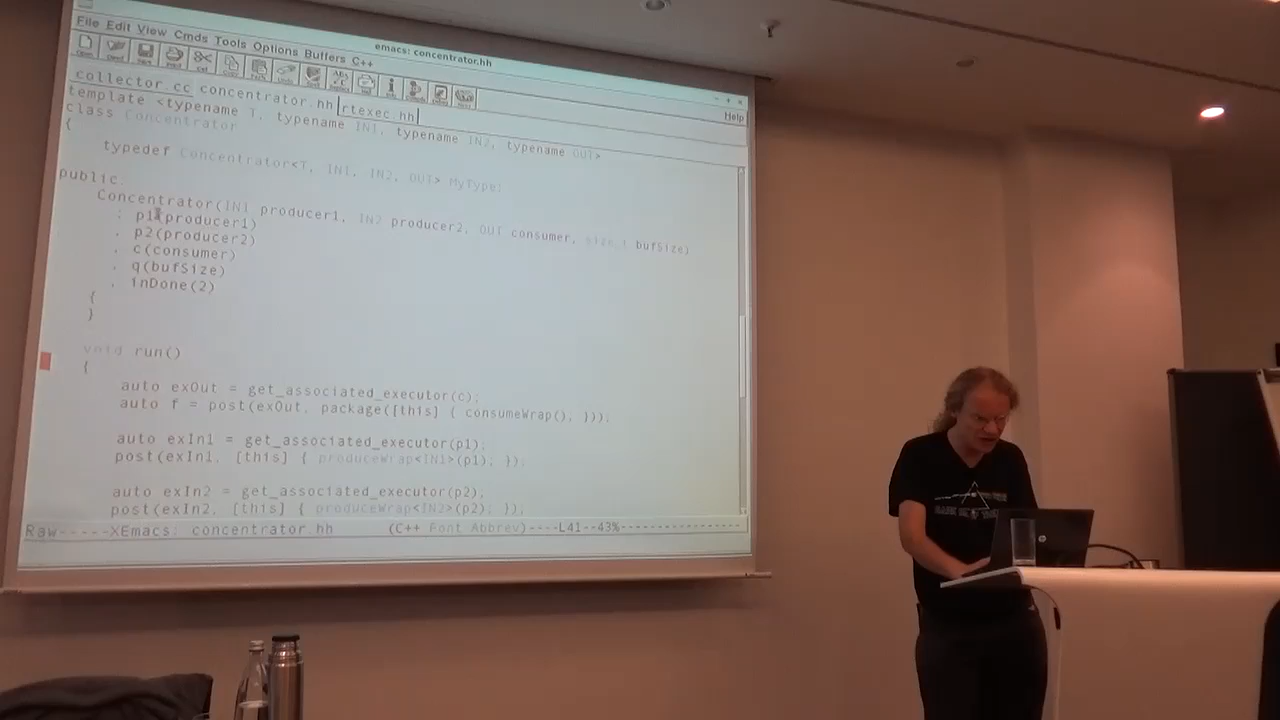 emacs: concentrator.hh
File Edit View Cmds Tools Options Buffers C++
Help
collector.cc concentrator.hh rtexec.hh
template <typename T, typename IN1, typename IN2, typename OUT>
class Concentrator
{
typedef Concentrator<T, IN1, IN2, OUT> MyType;
public:
Concentrator(IN1 producer1, IN2 producer2, OUT consumer, size_t bufSize)
: p1(producer1)
, p2(producer2)
, c(consumer)
, q(bufSize)
, inDone(2)
{
}
void run()
{
auto exOut = get_associated_executor(c);
auto f = post(exOut, package([this] { consumeWrap(); }));
auto exIn1 = get_associated_executor(p1);
post(exIn1, [this] { produceWrap<IN1>(p1); });
auto exIn2 = get_associated_executor(p2);
post(exIn2, [this] { produceWrap<IN2>(p2); });
Raw-----XEmacs: concentrator.hh (C++ Font Abbrev)----L41--43%----------------